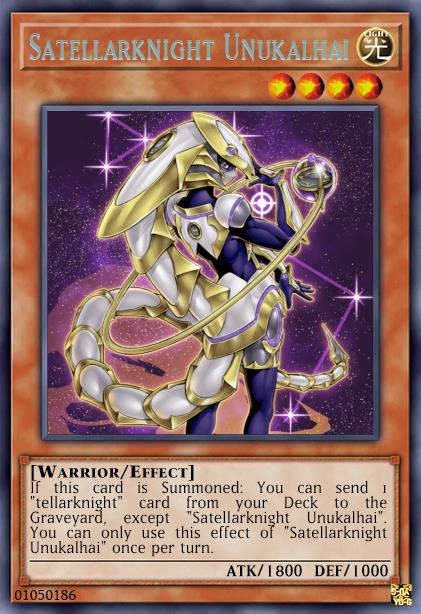 Satellarknight Unukalhai
LIGHT
光
[Warrior/Effect]
If this card is Summoned: You can send 1
"tellarknight" card from your Deck to the
Graveyard, except "Satellarknight Unukalhai".
You can only use this effect of "Satellarknight
Unukalhai" once per turn.
ATK/1800 DEF/1000
01050186